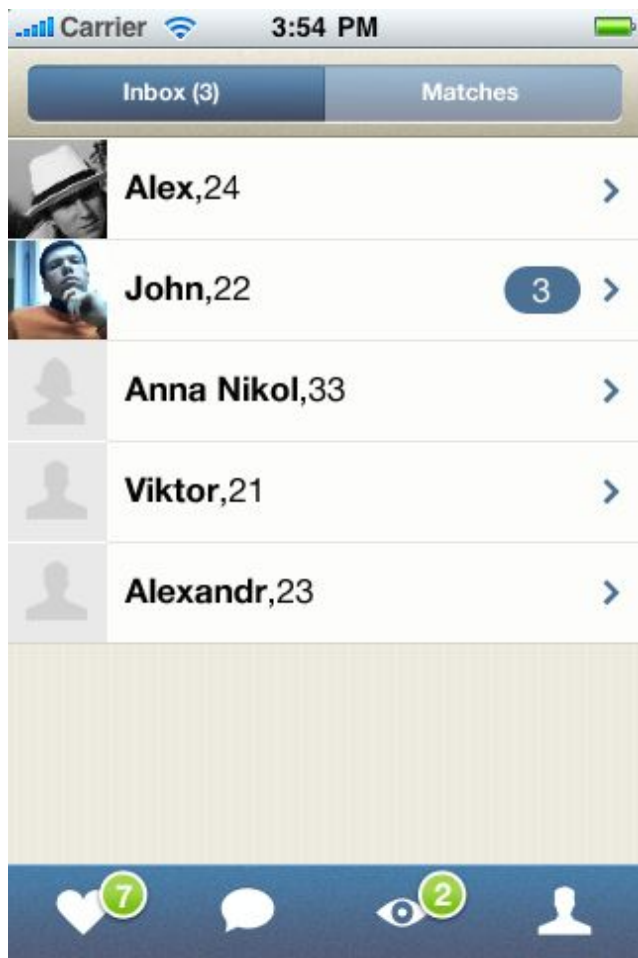 Carrier 3:54 PM
Inbox (3) Matches
Alex,24
John,22 3
Anna Nikol,33
Viktor,21
Alexandr,23
7 2